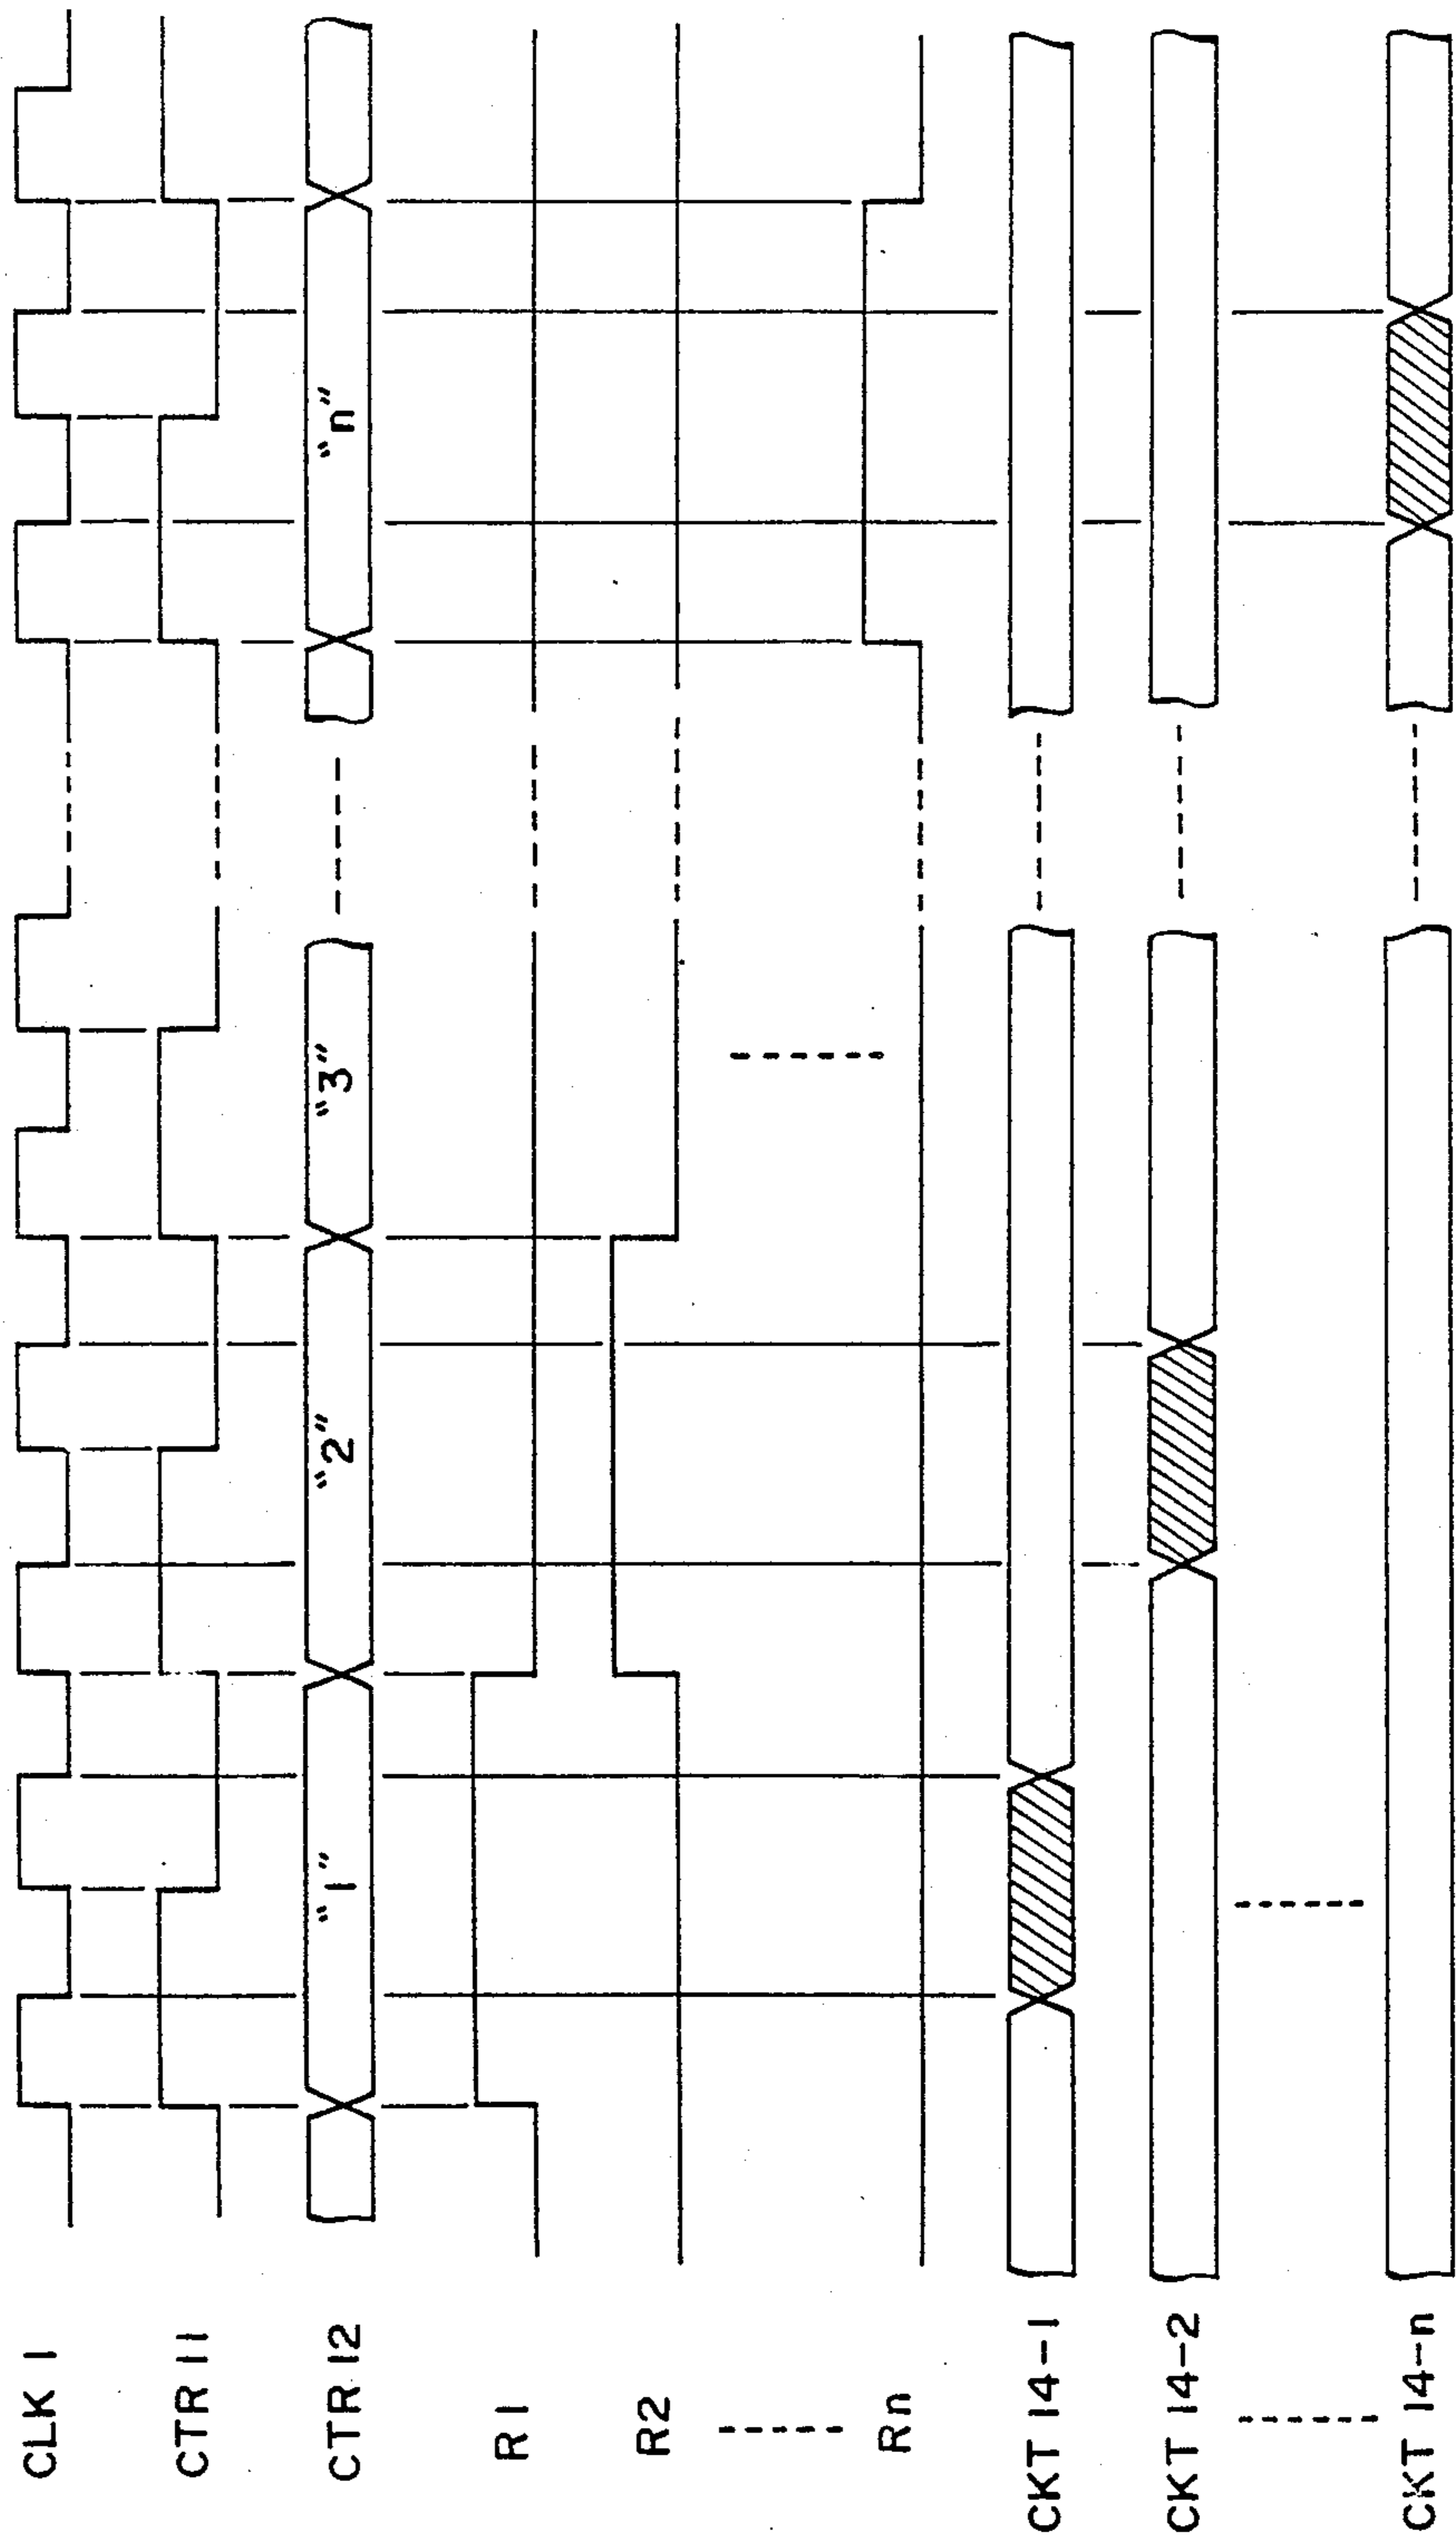 CLK 1
CTR 11
CTR 12
"1"
"2"
"3"
"n"
R1
R2
Rn
CKT 14-1
CKT 14-2
CKT 14-n